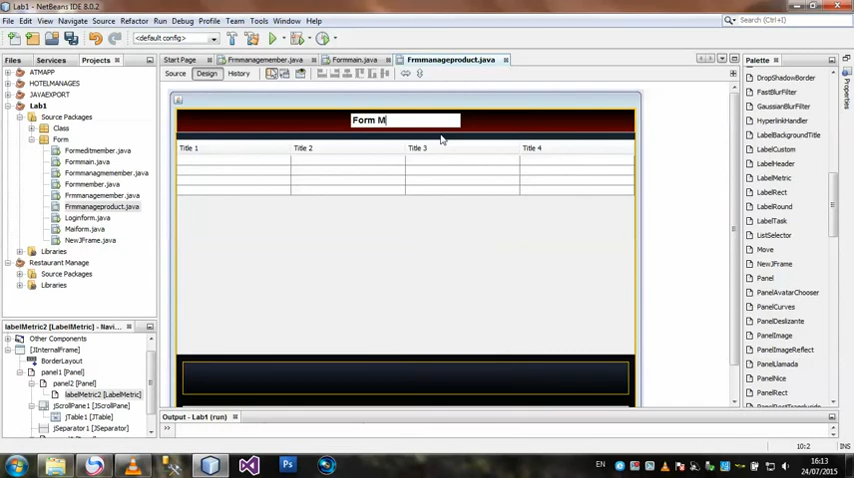 Lab1 - NetBeans IDE 8.0.2
File Edit View Navigate Source Refactor Run Debug Profile Team Tools Window Help
Search (Ctrl+I)
<default config>
Files Services Projects
Start Page Frmmanagemember.java Formmain.java Frmmanageproduct.java
Source Design History
Palette
Properties
ATMAPP
HOTELMANAGES
JAVAEXPORT
Lab1
Source Packages
Class
Form
Formeditmember.java
Formmain.java
Formmanagmember.java
Formmember.java
Frmmanagemember.java
Frmmanageproduct.java
Loginform.java
Maiform.java
NewJFrame.java
Libraries
Restaurant Manage
Source Packages
Libraries
Form M
Title 1 Title 2 Title 3 Title 4
DropShadowBorder
FastBlurFilter
GaussianBlurFilter
HyperlinkHandler
LabelBackgroundTitle
LabelCustom
LabelHeader
LabelMetric
LabelRect
LabelRound
LabelTask
ListSelector
Move
NewJFrame
Panel
PanelAvatarChooser
PanelCurves
PanelDeslizante
PanelImage
PanelImageReflect
PanelLlamada
PanelNice
PanelRect
labelMetric2 [LabelMetric] - Navi...
Other Components
[JInternalFrame]
BorderLayout
panel1 [Panel]
panel2 [Panel]
labelMetric2 [LabelMetric]
jScrollPane1 [JScrollPane]
jTable1 [JTable]
jSeparator1 [JSeparator]
Output - Lab1 (run)
10:2 INS
EN
16:13
24/07/2015